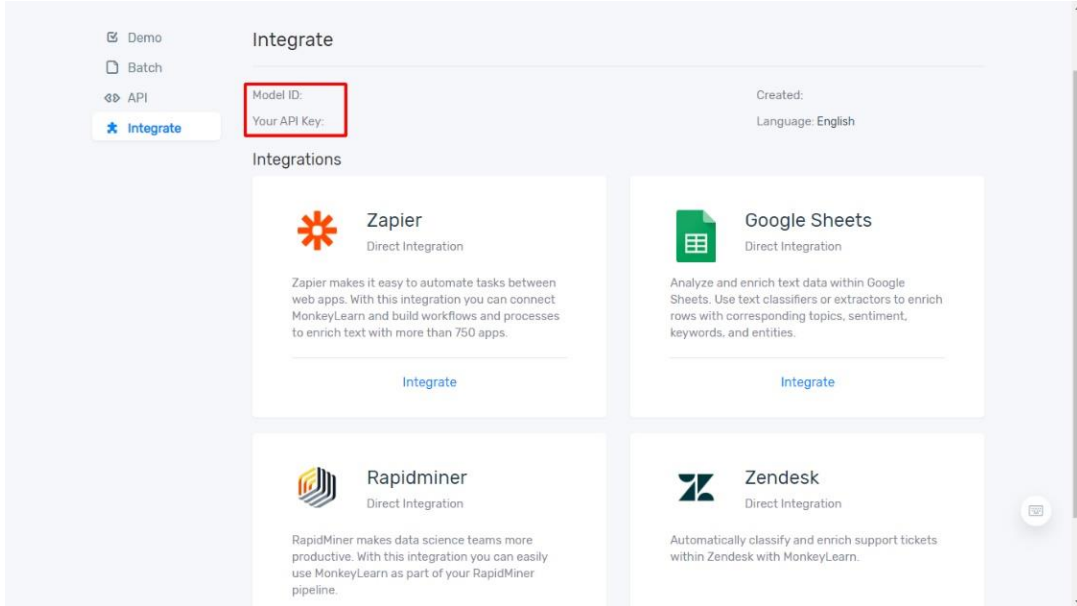 Demo
Batch
API
Integrate
Integrate
Model ID:
Your API Key:
Created:
Language: English
Integrations
Zapier
Direct Integration
Zapier makes it easy to automate tasks between
web apps. With this integration you can connect
MonkeyLearn and build workflows and processes
to enrich text with more than 750 apps.
Integrate
Google Sheets
Direct Integration
Analyze and enrich text data within Google
Sheets. Use text classifiers or extractors to enrich
rows with corresponding topics, sentiment,
keywords, and entities.
Integrate
Rapidminer
Direct Integration
RapidMiner makes data science teams more
productive. With this integration you can easily
use MonkeyLearn as part of your RapidMiner
pipeline.
Zendesk
Direct Integration
Automatically classify and enrich support tickets
within Zendesk with MonkeyLearn.